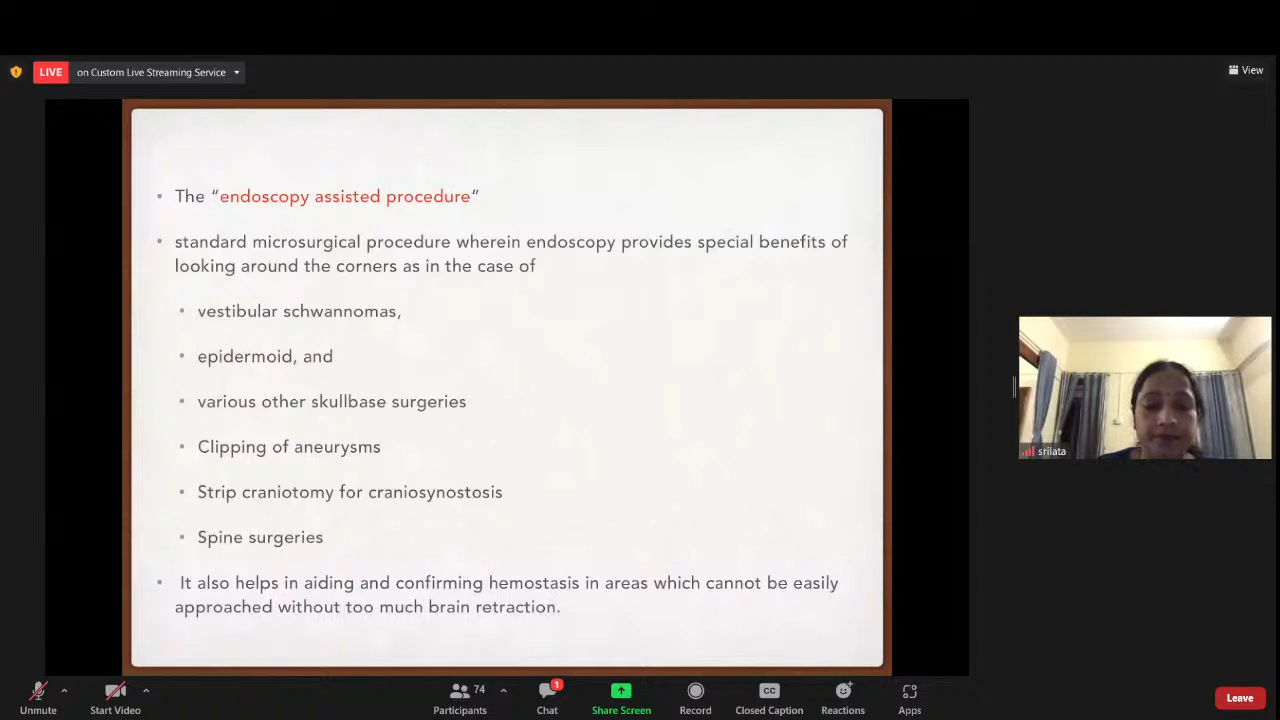 LIVE on Custom Live Streaming Service
View
• The “endoscopy assisted procedure”
• standard microsurgical procedure wherein endoscopy provides special benefits of
looking around the corners as in the case of
• vestibular schwannomas,
• epidermoid, and
• various other skullbase surgeries
• Clipping of aneurysms
• Strip craniotomy for craniosynostosis
• Spine surgeries
• It also helps in aiding and confirming hemostasis in areas which cannot be easily
approached without too much brain retraction.
srilata
Unmute
Start Video
74
Participants
1
Chat
Share Screen
Record
CC
Closed Caption
Reactions
Apps
Leave